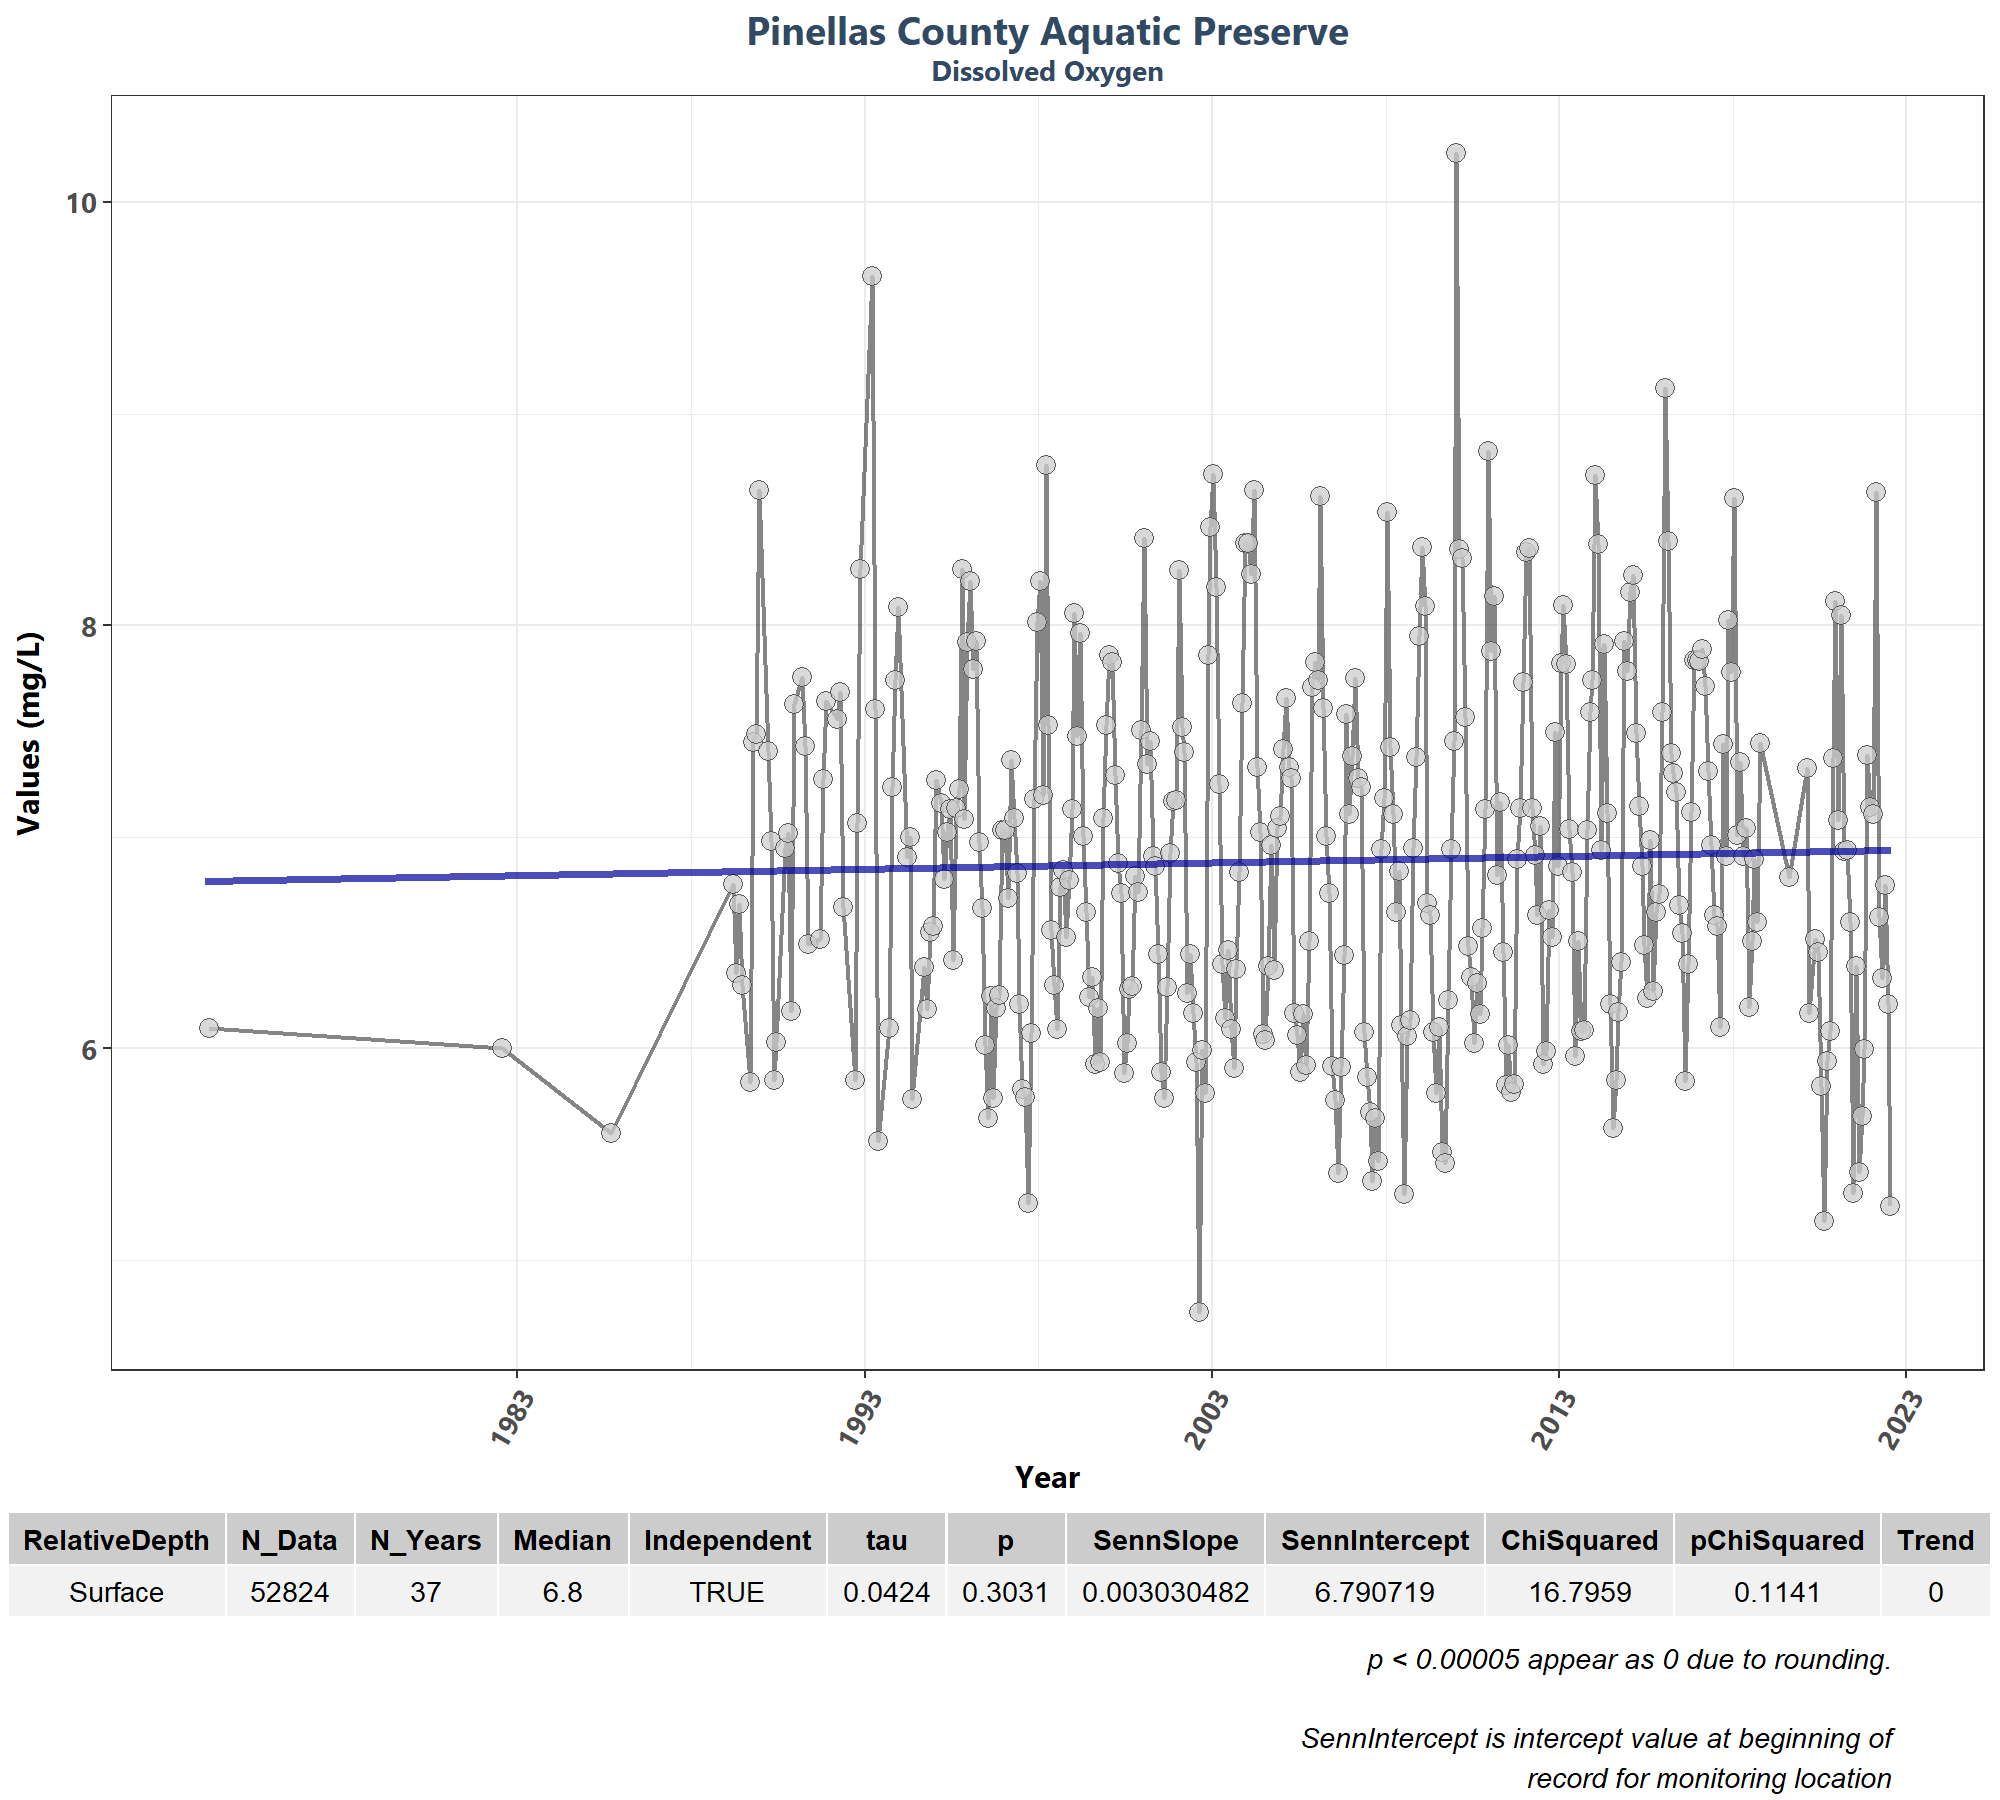 Pinellas County Aquatic Preserve
Dissolved Oxygen
Values (mg/L)
10
8
6
1983 1993 2003 2013 2023
Year
RelativeDepth N_Data N_Years Median Independent tau p SennSlope SennIntercept ChiSquared pChiSquared Trend
Surface 52824 37 6.8 TRUE 0.0424 0.3031 0.003030482 6.790719 16.7959 0.1141 0
p < 0.00005 appear as 0 due to rounding.
SennIntercept is intercept value at beginning of
record for monitoring location